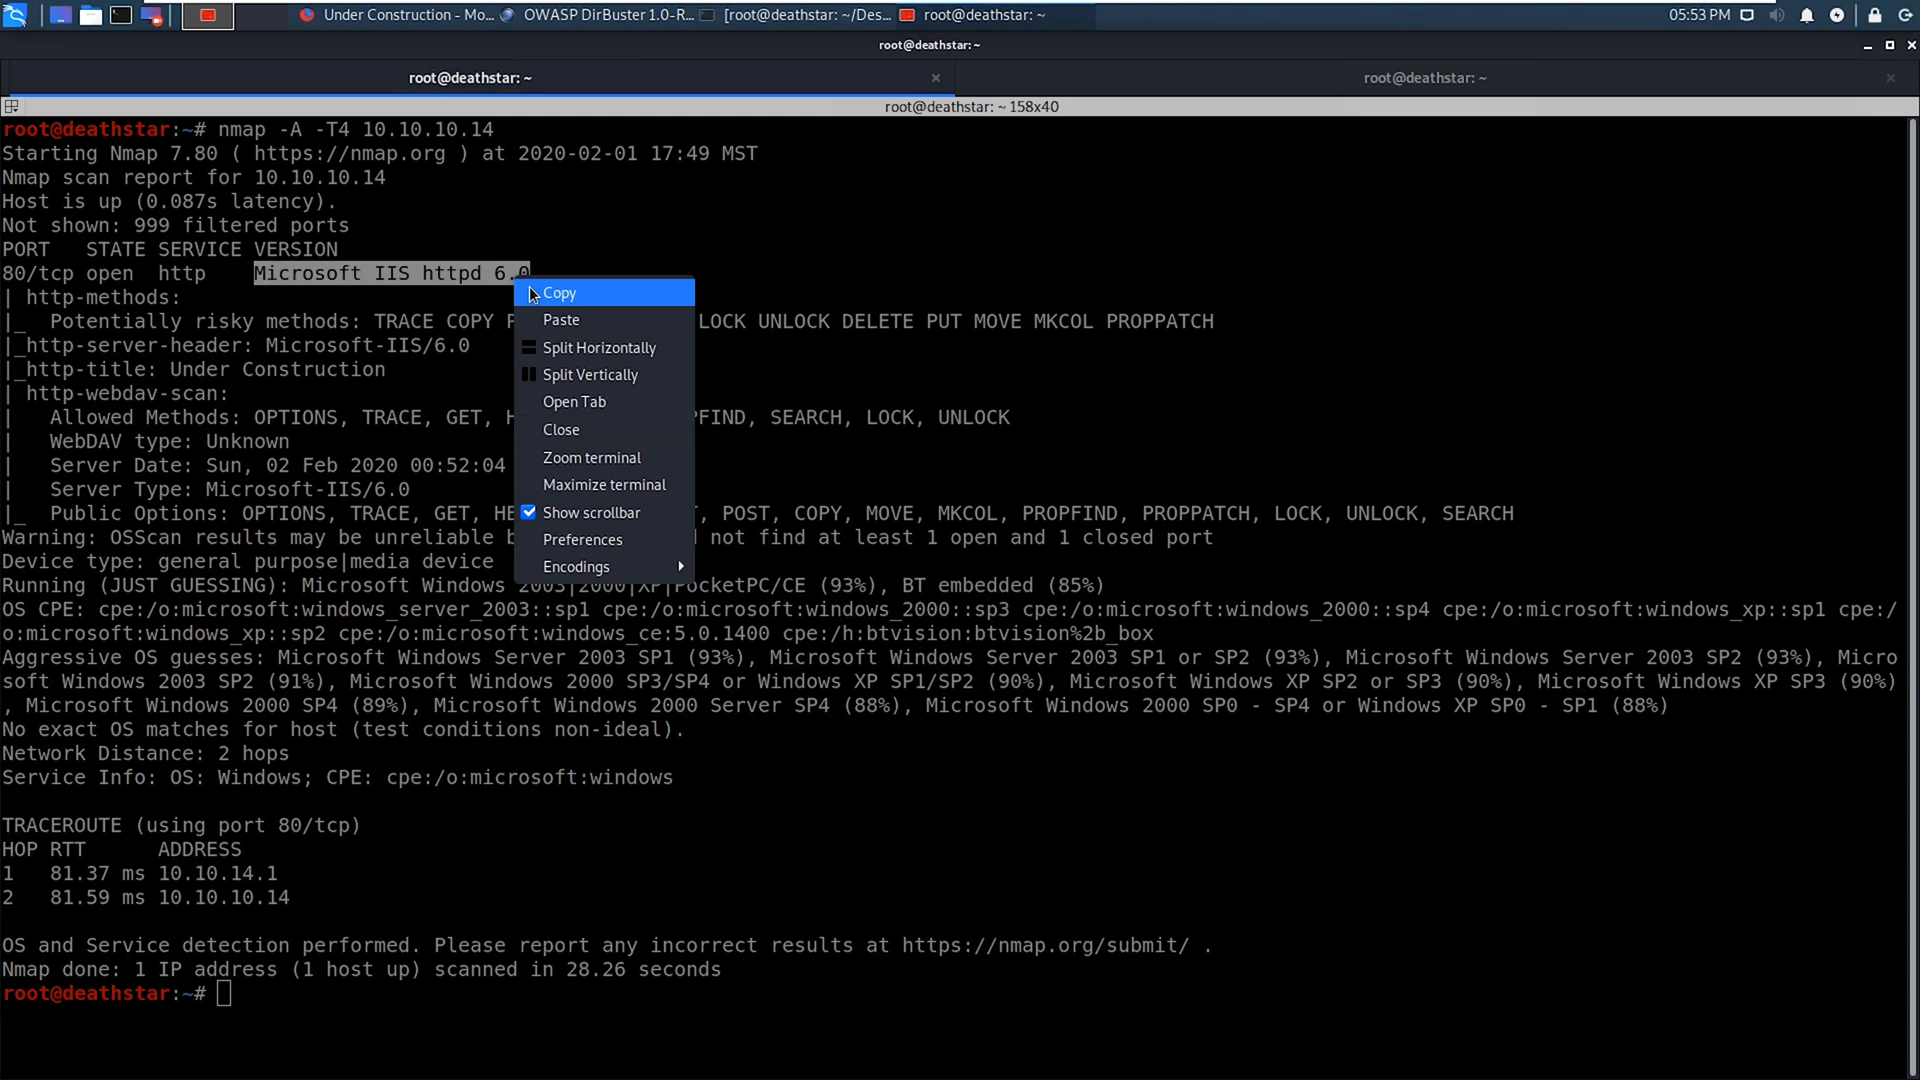 Under Construction - Mo... OWASP DirBuster 1.0-R... [root@deathstar: ~/Des... root@deathstar: ~ 05:53 PM
root@deathstar: ~
root@deathstar: ~ × root@deathstar: ~ ×
root@deathstar: ~ 158x40
root@deathstar:~# nmap -A -T4 10.10.10.14
Starting Nmap 7.80 ( https://nmap.org ) at 2020-02-01 17:49 MST
Nmap scan report for 10.10.10.14
Host is up (0.087s latency).
Not shown: 999 filtered ports
PORT   STATE SERVICE VERSION
80/tcp open  http    Microsoft IIS httpd 6.0
| http-methods:
|_  Potentially risky methods: TRACE COPY LOCK UNLOCK DELETE PUT MOVE MKCOL PROPPATCH
|_http-server-header: Microsoft-IIS/6.0
|_http-title: Under Construction
| http-webdav-scan:
|   Allowed Methods: OPTIONS, TRACE, GET, FIND, SEARCH, LOCK, UNLOCK
|   WebDAV type: Unknown
|   Server Date: Sun, 02 Feb 2020 00:52:04
|   Server Type: Microsoft-IIS/6.0
|_  Public Options: OPTIONS, TRACE, GET, HE , POST, COPY, MOVE, MKCOL, PROPFIND, PROPPATCH, LOCK, UNLOCK, SEARCH
Warning: OSScan results may be unreliable b not find at least 1 open and 1 closed port
Device type: general purpose|media device
Running (JUST GUESSING): Microsoft Windows 2003|2000|XP|PocketPC/CE (93%), BT embedded (85%)
OS CPE: cpe:/o:microsoft:windows_server_2003::sp1 cpe:/o:microsoft:windows_2000::sp3 cpe:/o:microsoft:windows_2000::sp4 cpe:/o:microsoft:windows_xp::sp1 cpe:/
o:microsoft:windows_xp::sp2 cpe:/o:microsoft:windows_ce:5.0.1400 cpe:/h:btvision:btvision%2b_box
Aggressive OS guesses: Microsoft Windows Server 2003 SP1 (93%), Microsoft Windows Server 2003 SP1 or SP2 (93%), Microsoft Windows Server 2003 SP2 (93%), Micro
soft Windows 2003 SP2 (91%), Microsoft Windows 2000 SP3/SP4 or Windows XP SP1/SP2 (90%), Microsoft Windows XP SP2 or SP3 (90%), Microsoft Windows XP SP3 (90%)
, Microsoft Windows 2000 SP4 (89%), Microsoft Windows 2000 Server SP4 (88%), Microsoft Windows 2000 SP0 - SP4 or Windows XP SP0 - SP1 (88%)
No exact OS matches for host (test conditions non-ideal).
Network Distance: 2 hops
Service Info: OS: Windows; CPE: cpe:/o:microsoft:windows
TRACEROUTE (using port 80/tcp)
HOP RTT      ADDRESS
1   81.37 ms 10.10.14.1
2   81.59 ms 10.10.10.14
OS and Service detection performed. Please report any incorrect results at https://nmap.org/submit/ .
Nmap done: 1 IP address (1 host up) scanned in 28.26 seconds
root@deathstar:~#
Copy
Paste
Split Horizontally
Split Vertically
Open Tab
Close
Zoom terminal
Maximize terminal
Show scrollbar
Preferences
Encodings